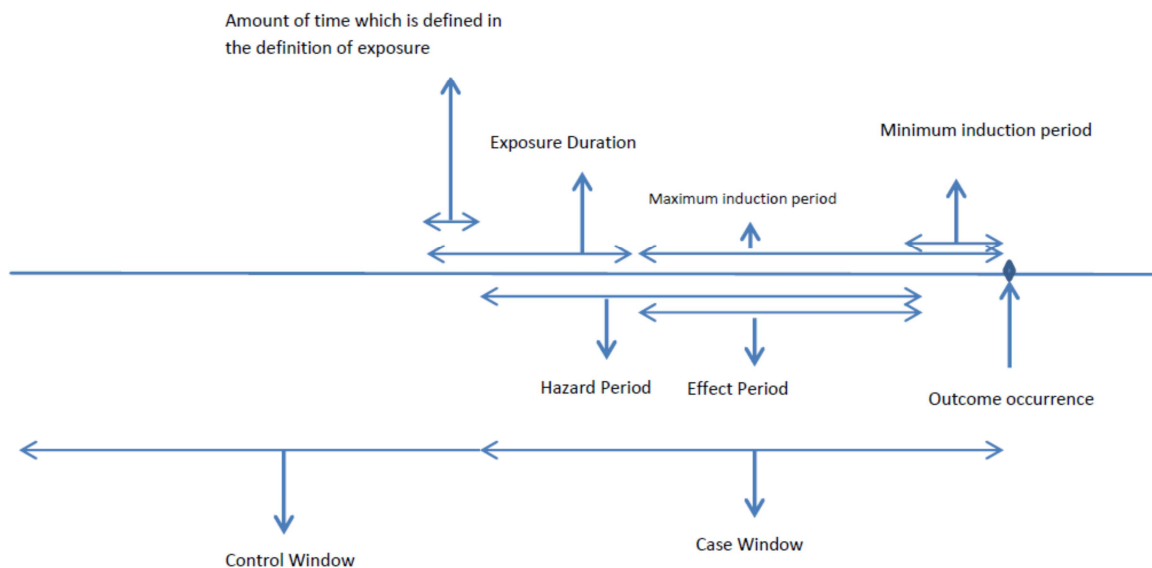 Amount of time which is defined in
the definition of exposure
Minimum induction period
Exposure Duration
Maximum induction period
Hazard Period
Effect Period
Outcome occurrence
Control Window
Case Window